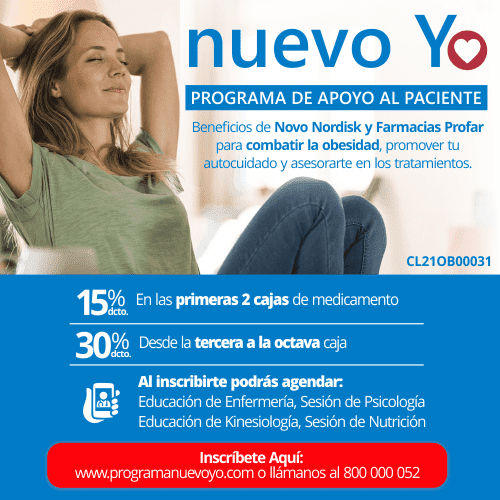 nuevo Yo
PROGRAMA DE APOYO AL PACIENTE
Beneficios de Novo Nordisk y Farmacias Profar
para combatir la obesidad, promover tu
autocuidado y asesorarte en los tratamientos.
CL21OB00031
15% dcto. En las primeras 2 cajas de medicamento
30% dcto. Desde la tercera a la octava caja
Al inscribirte podrás agendar:
Educación de Enfermería, Sesión de Psicología
Educación de Kinesiología, Sesión de Nutrición
Inscríbete Aquí:
www.programanuevoyo.com o llámanos al 800 000 052